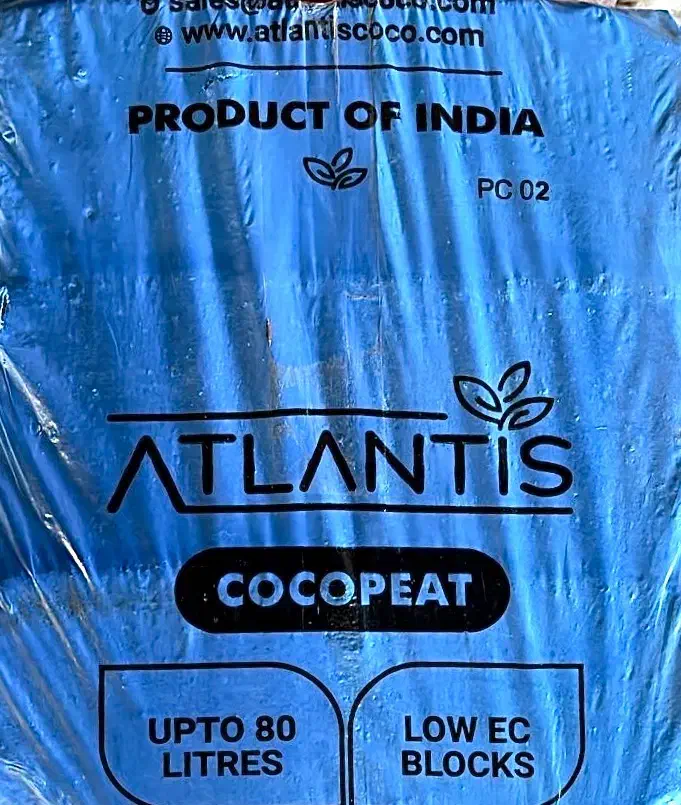 www.atlantiscoco.com
PRODUCT OF INDIA
PC 02
ATLANTIS
COCOPEAT
UPTO 80
LITRES
LOW EC
BLOCKS